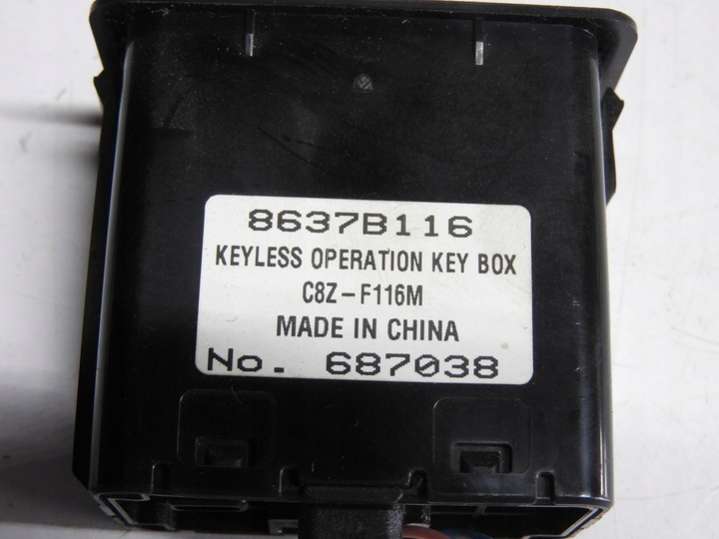 8637B116
KEYLESS OPERATION KEY BOX
C8Z-F116M
MADE IN CHINA
No. 687038